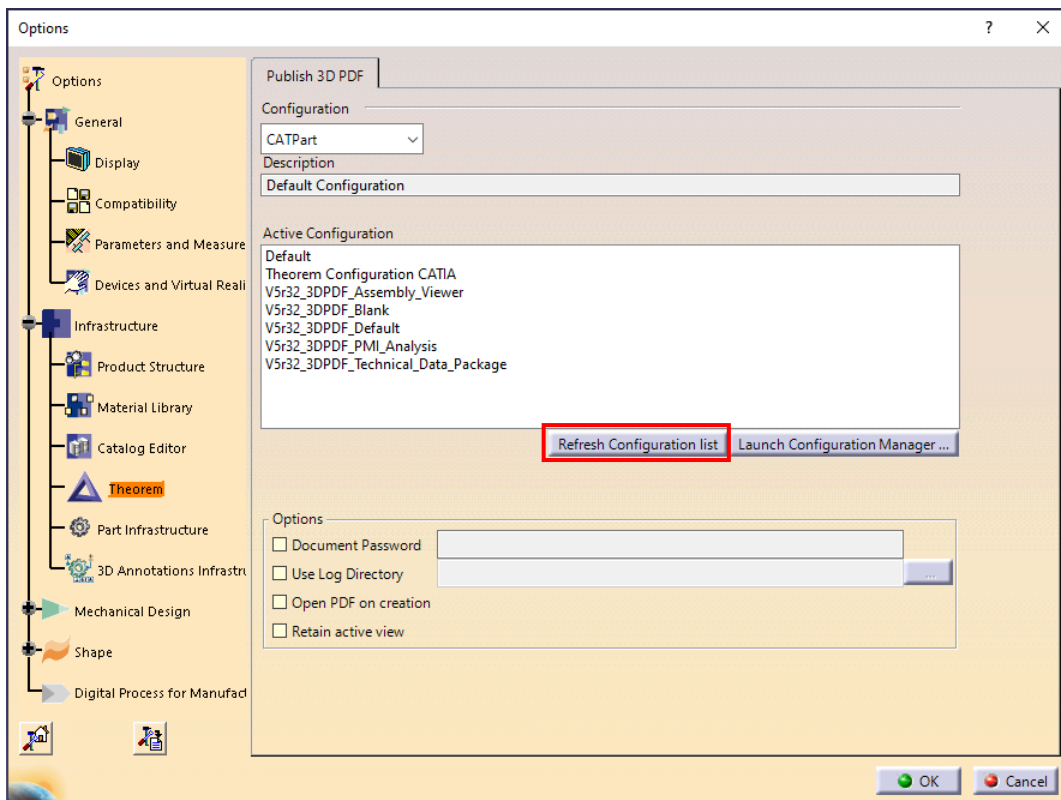 Options
?
Options
General
Display
Compatibility
Parameters and Measure
Devices and Virtual Reali
Infrastructure
Product Structure
Material Library
Catalog Editor
Theorem
Part Infrastructure
3D Annotations Infrastru
Mechanical Design
Shape
Digital Process for Manufact
Publish 3D PDF
Configuration
CATPart
Description
Default Configuration
Active Configuration
Default
Theorem Configuration CATIA
V5r32_3DPDF_Assembly_Viewer
V5r32_3DPDF_Blank
V5r32_3DPDF_Default
V5r32_3DPDF_PMI_Analysis
V5r32_3DPDF_Technical_Data_Package
Refresh Configuration list
Launch Configuration Manager ...
Options
Document Password
Use Log Directory
...
Open PDF on creation
Retain active view
OK
Cancel